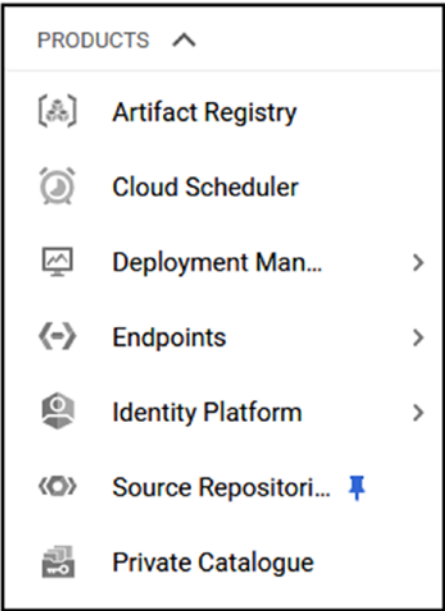 PRODUCTS
Artifact Registry
Cloud Scheduler
Deployment Man...
Endpoints
Identity Platform
Source Repositori...
Private Catalogue